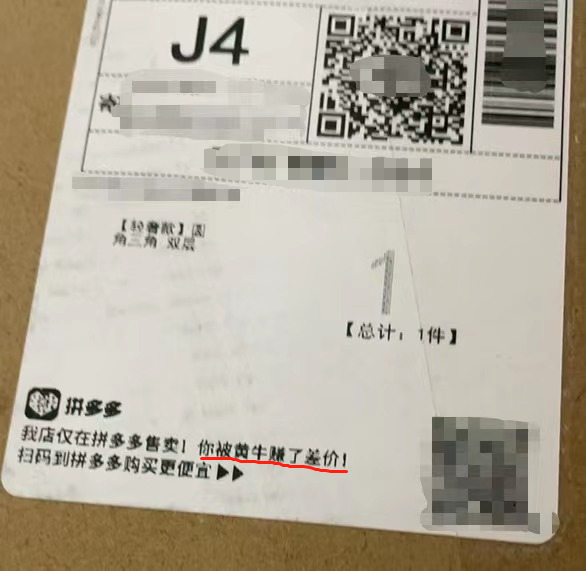 J4
【轻奢款】圆
角三角 双层
1
【总计：1件】
拼多多
我店仅在拼多多售卖！你被黄牛赚了差价！
扫码到拼多多购买更便宜▶▶